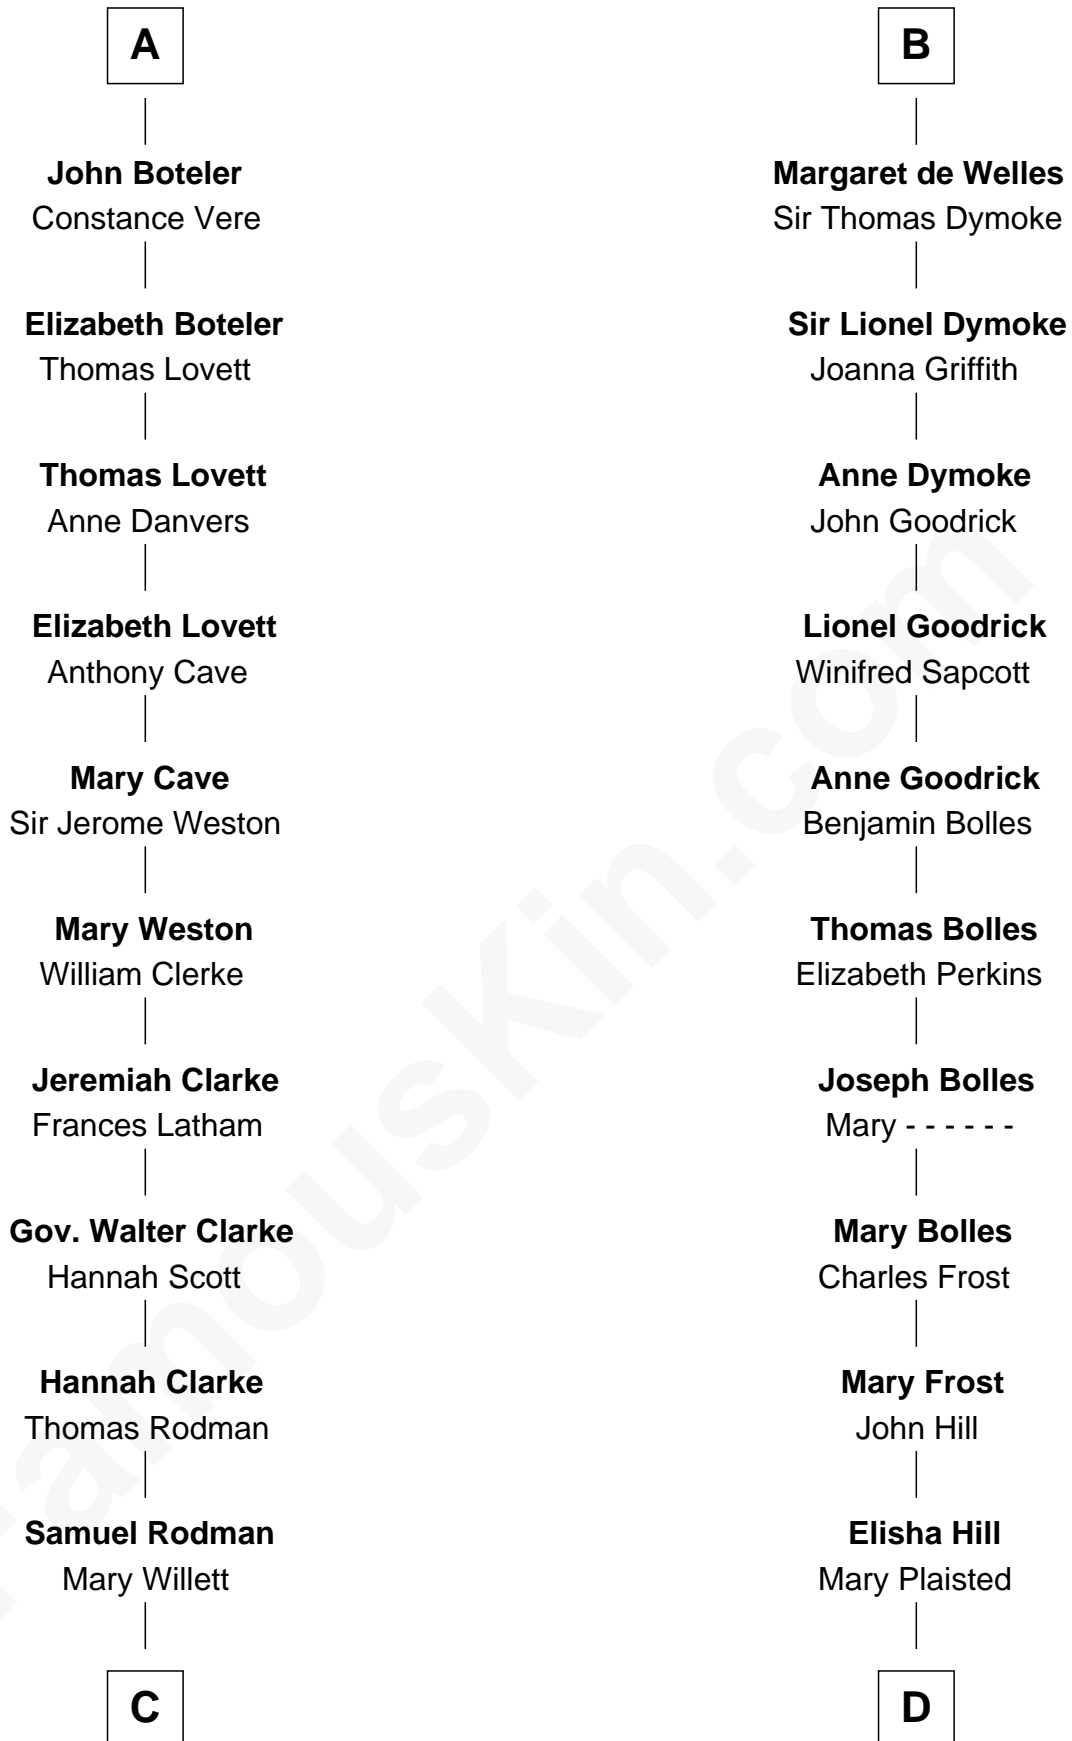 A
John Boteler
Constance Vere
Elizabeth Boteler
Thomas Lovett
Thomas Lovett
Anne Danvers
Elizabeth Lovett
Anthony Cave
Mary Cave
Sir Jerome Weston
Mary Weston
William Clerke
Jeremiah Clarke
Frances Latham
Gov. Walter Clarke
Hannah Scott
Hannah Clarke
Thomas Rodman
Samuel Rodman
Mary Willett
C
B
Margaret de Welles
Sir Thomas Dymoke
Sir Lionel Dymoke
Joanna Griffith
Anne Dymoke
John Goodrick
Lionel Goodrick
Winifred Sapcott
Anne Goodrick
Benjamin Bolles
Thomas Bolles
Elizabeth Perkins
Joseph Bolles
Mary - - - - - -
Mary Bolles
Charles Frost
Mary Frost
John Hill
Elisha Hill
Mary Plaisted
D
FamousKin.com